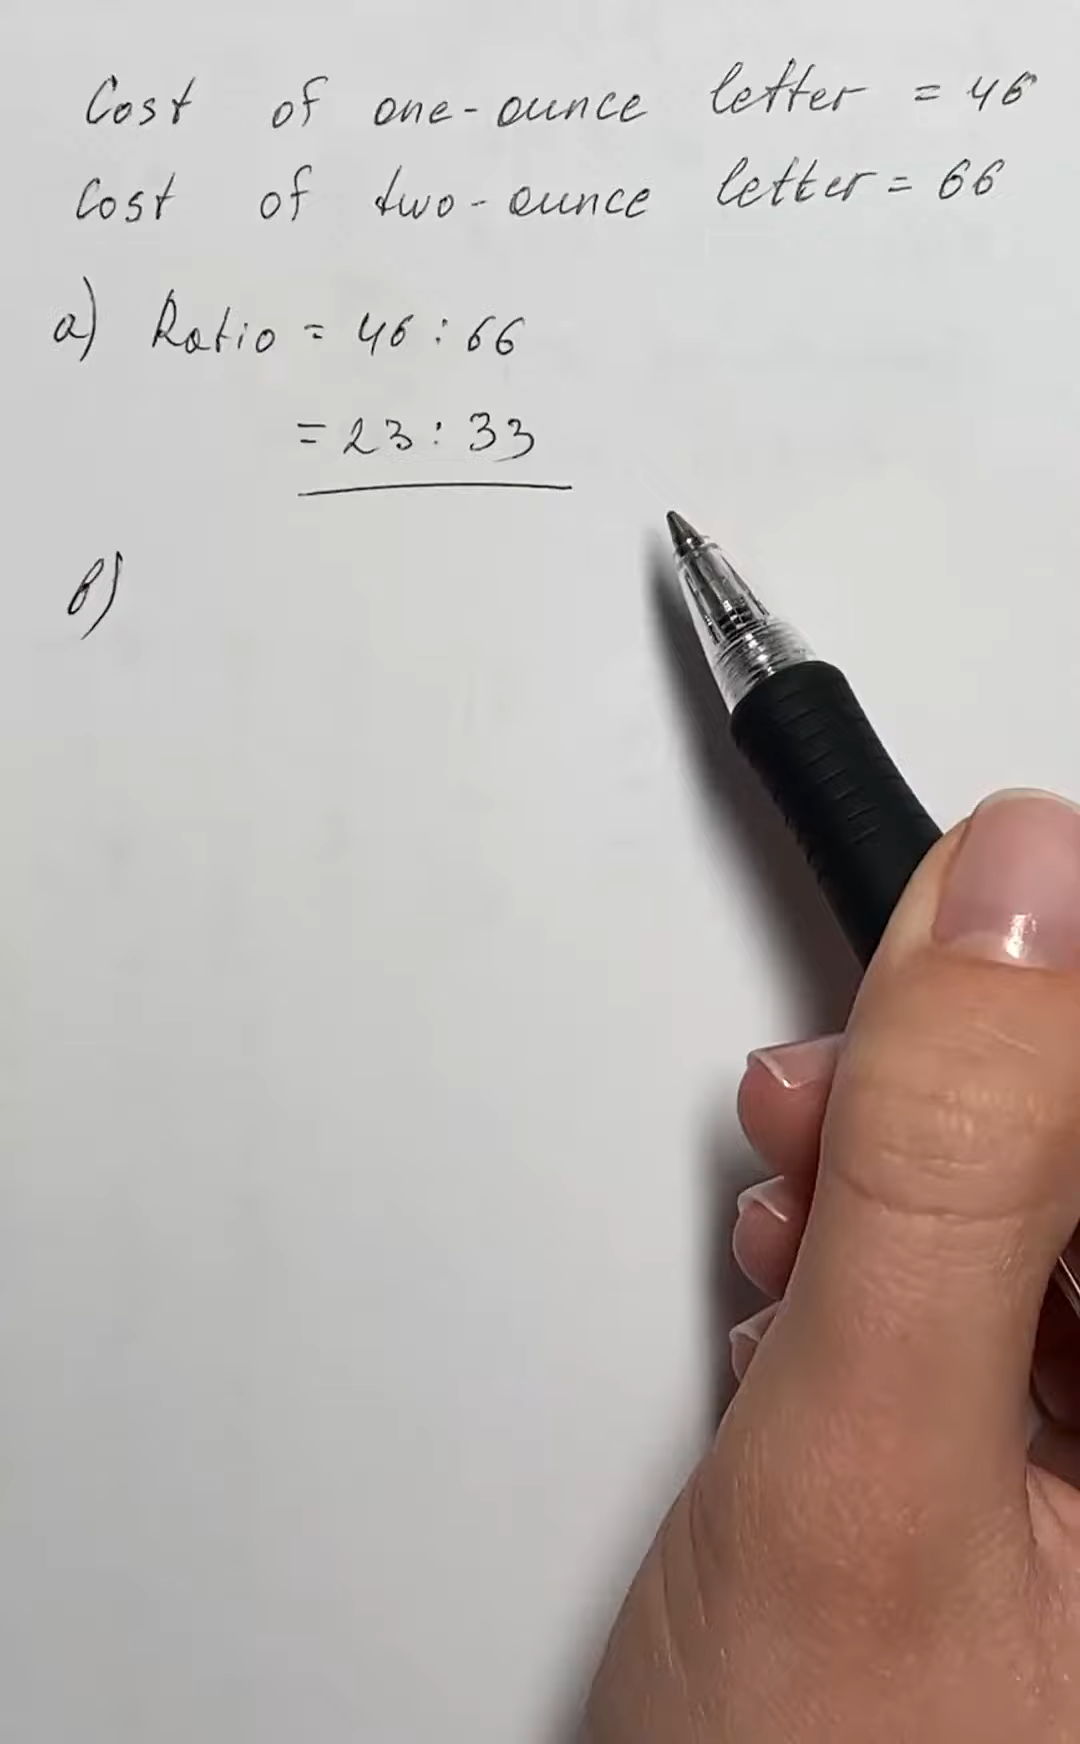 Cost of one-ounce letter = 46
Cost of two-ounce letter = 66
a) Ratio = 46 : 66
= 23 : 33
b)